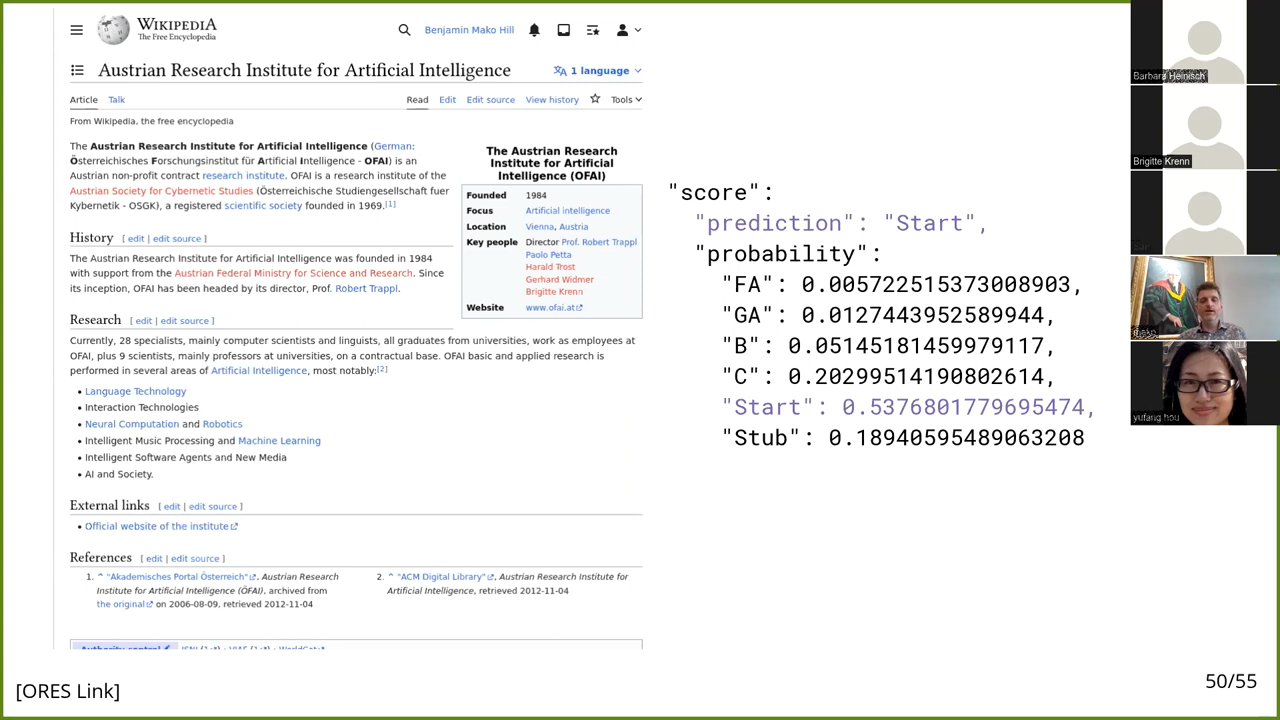 WIKIPEDIA
The Free Encyclopedia
Benjamin Mako Hill
Austrian Research Institute for Artificial Intelligence
1 language
Article Talk
Read Edit Edit source View history Tools
From Wikipedia, the free encyclopedia
The Austrian Research Institute for Artificial Intelligence (German:
Österreichisches Forschungsinstitut für Artificial Intelligence - OFAI) is an
Austrian non-profit contract research institute. OFAI is a research institute of the
Austrian Society for Cybernetic Studies (Österreichische Studiengesellschaft fuer
Kybernetik - OSGK), a registered scientific society founded in 1969.[1]
The Austrian Research
Institute for Artificial
Intelligence (OFAI)
Founded 1984
Focus Artificial intelligence
Location Vienna, Austria
Key people Director Prof. Robert Trappl
Paolo Petta
Harald Trost
Gerhard Widmer
Brigitte Krenn
Website www.ofai.at
History [ edit | edit source ]
The Austrian Research Institute for Artificial Intelligence was founded in 1984
with support from the Austrian Federal Ministry for Science and Research. Since
its inception, OFAI has been headed by its director, Prof. Robert Trappl.
Research [ edit | edit source ]
Currently, 28 specialists, mainly computer scientists and linguists, all graduates from universities, work as employees at
OFAI, plus 9 scientists, mainly professors at universities, on a contractual base. OFAI basic and applied research is
performed in several areas of Artificial Intelligence, most notably:[2]
• Language Technology
• Interaction Technologies
• Neural Computation and Robotics
• Intelligent Music Processing and Machine Learning
• Intelligent Software Agents and New Media
• AI and Society.
External links [ edit | edit source ]
• Official website of the institute
References [ edit | edit source ]
1. ^ "Akademisches Portal Österreich", Austrian Research
Institute for Artificial Intelligence (ÖFAI), archived from
the original on 2006-08-09, retrieved 2012-11-04
2. ^ "ACM Digital Library", Austrian Research Institute for
Artificial Intelligence, retrieved 2012-11-04
"score":
"prediction": "Start",
"probability":
"FA": 0.005722515373008903,
"GA": 0.0127443952589944,
"B": 0.05145181459979117,
"C": 0.20299514190802614,
"Start": 0.5376801779695474,
"Stub": 0.18940595489063208
[ORES Link]
50/55
Barbara Heinisch
Brigitte Krenn
mako
yufang hou